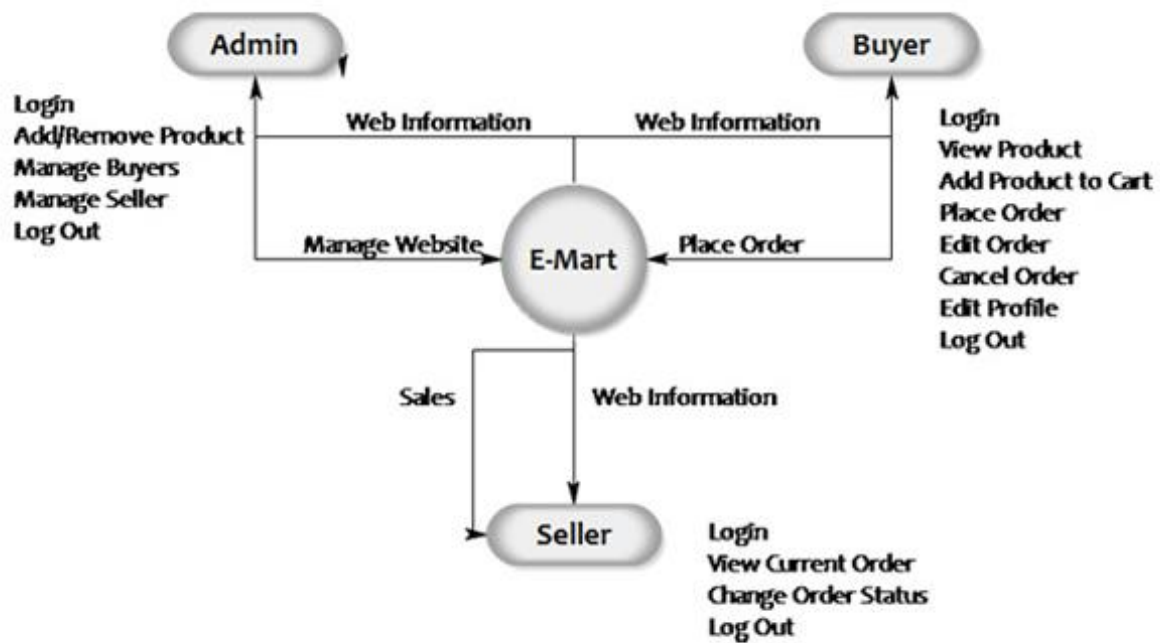 Admin
Buyer
Login
Add/Remove Product
Manage Buyers
Manage Seller
Log Out
Web Information
Web Information
Login
View Product
Add Product to Cart
Place Order
Edit Order
Cancel Order
Edit Profile
Log Out
Manage Website
E-Mart
Place Order
Sales
Web Information
Seller
Login
View Current Order
Change Order Status
Log Out